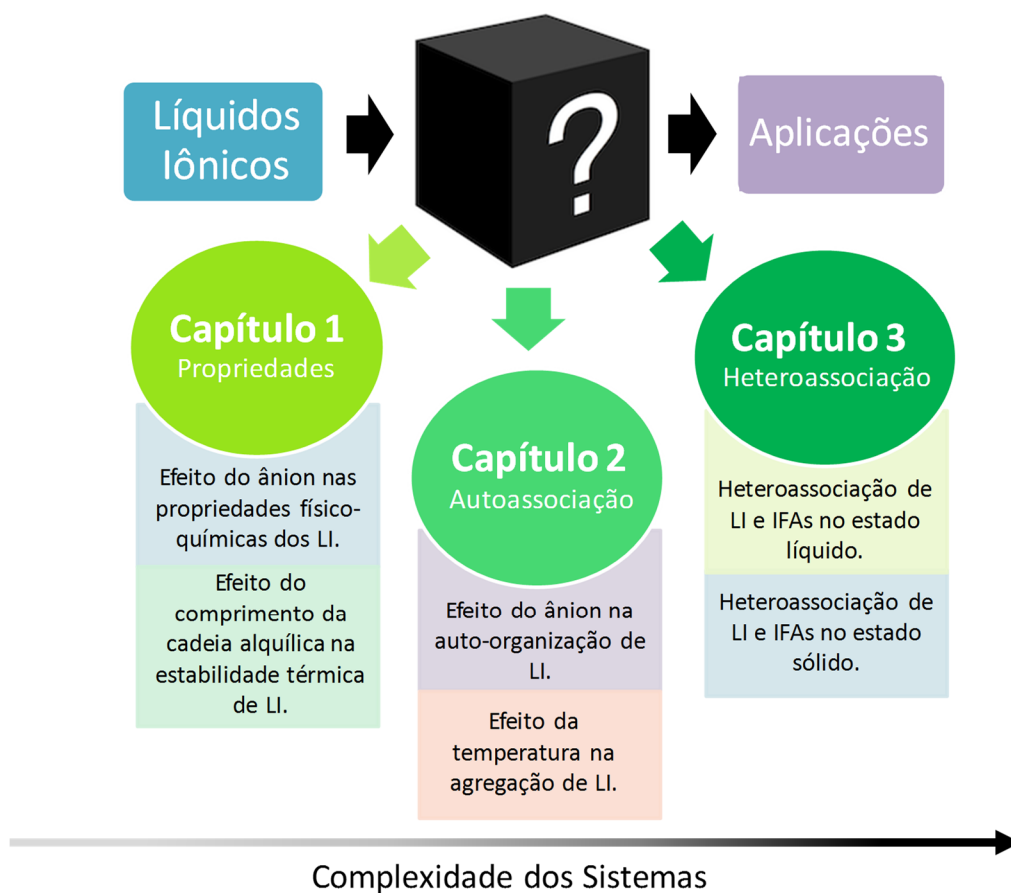 Líquidos
Iônicos
?
Aplicações
Capítulo 1
Propriedades
Efeito do ânion nas
propriedades físico-
químicas dos LI.
Efeito do
comprimento da
cadeia alquílica na
estabilidade térmica
de LI.
Capítulo 2
Autoassociação
Efeito do ânion na
auto-organização de
LI.
Efeito da
temperatura na
agregação de LI.
Capítulo 3
Heteroassociação
Heteroassociação de
LI e IFAs no estado
líquido.
Heteroassociação de
LI e IFAs no estado
sólido.
Complexidade dos Sistemas